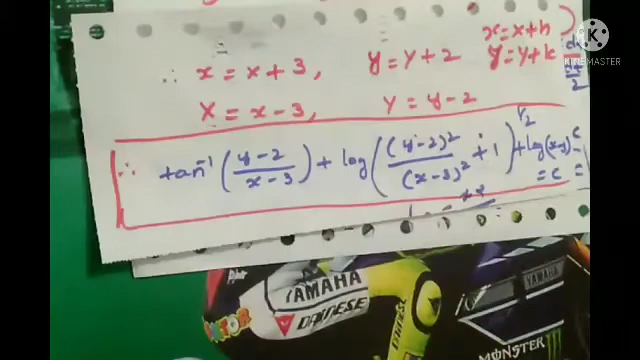 x = x + h
∴ x = X + 3, y = Y + 2 y = Y + k
X = x - 3, Y = y - 2
∴ tan⁻¹ ( (y-2)/(x-3) ) + log( (y-2)²/(x-3)² + 1 )^(1/2) + log(x-3) = c
KINEMASTER
YAMAHA
DAINESE
YAMAHA
MONSTER